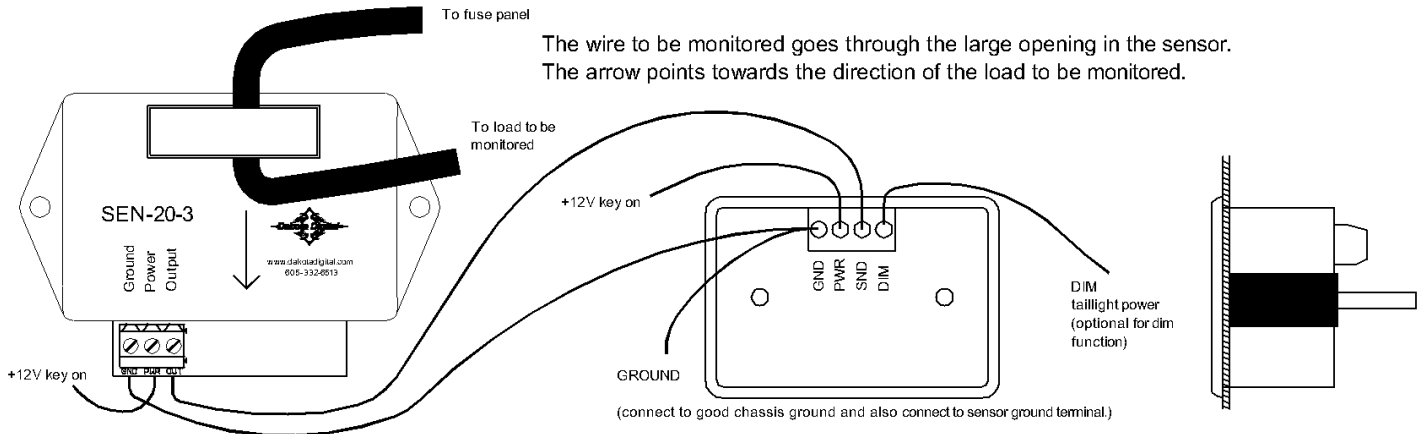 To fuse panel
The wire to be monitored goes through the large opening in the sensor.
The arrow points towards the direction of the load to be monitored.
To load to be
monitored
+12V key on
SEN-20-3
Dakota Digital
www.dakotadigital.com
605-332-6513
Ground
Power
Output
GND PWR OUT
+12V key on
GND
PWR
SND
DIM
DIM
taillight power
(optional for dim
function)
GROUND
(connect to good chassis ground and also connect to sensor ground terminal.)